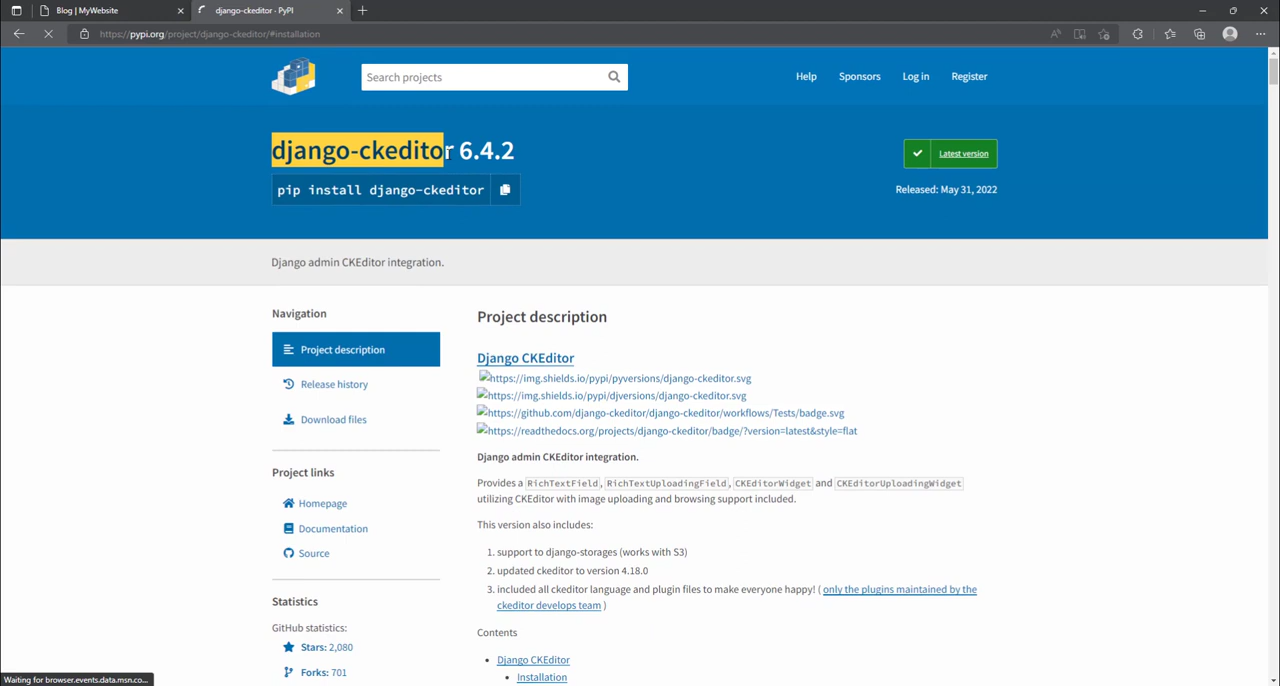 Blog | MyWebsite
django-ckeditor · PyPI
https://pypi.org/project/django-ckeditor/#installation
Search projects
Help
Sponsors
Log in
Register
django-ckeditor 6.4.2
Latest version
pip install django-ckeditor
Released: May 31, 2022
Django admin CKEditor integration.
Navigation
Project description
Release history
Download files
Project links
Homepage
Documentation
Source
Statistics
GitHub statistics:
Stars: 2,080
Forks: 701
Project description
Django CKEditor
https://img.shields.io/pypi/pyversions/django-ckeditor.svg
https://img.shields.io/pypi/djversions/django-ckeditor.svg
https://github.com/django-ckeditor/django-ckeditor/workflows/Tests/badge.svg
https://readthedocs.org/projects/django-ckeditor/badge/?version=latest&style=flat
Django admin CKEditor integration.
Provides a RichTextField, RichTextUploadingField, CKEditorWidget and CKEditorUploadingWidget
utilizing CKEditor with image uploading and browsing support included.
This version also includes:
1. support to django-storages (works with S3)
2. updated ckeditor to version 4.18.0
3. included all ckeditor language and plugin files to make everyone happy! ( only the plugins maintained by the
ckeditor develops team )
Contents
• Django CKEditor
• Installation
Waiting for browser.events.data.msn.co...